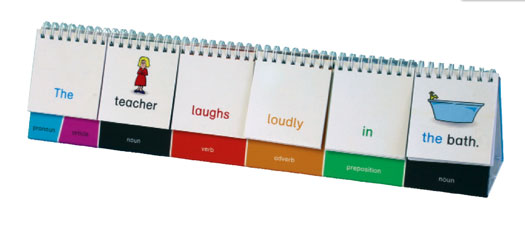 The teacher laughs loudly in the bath.
pronoun article noun verb adverb preposition noun